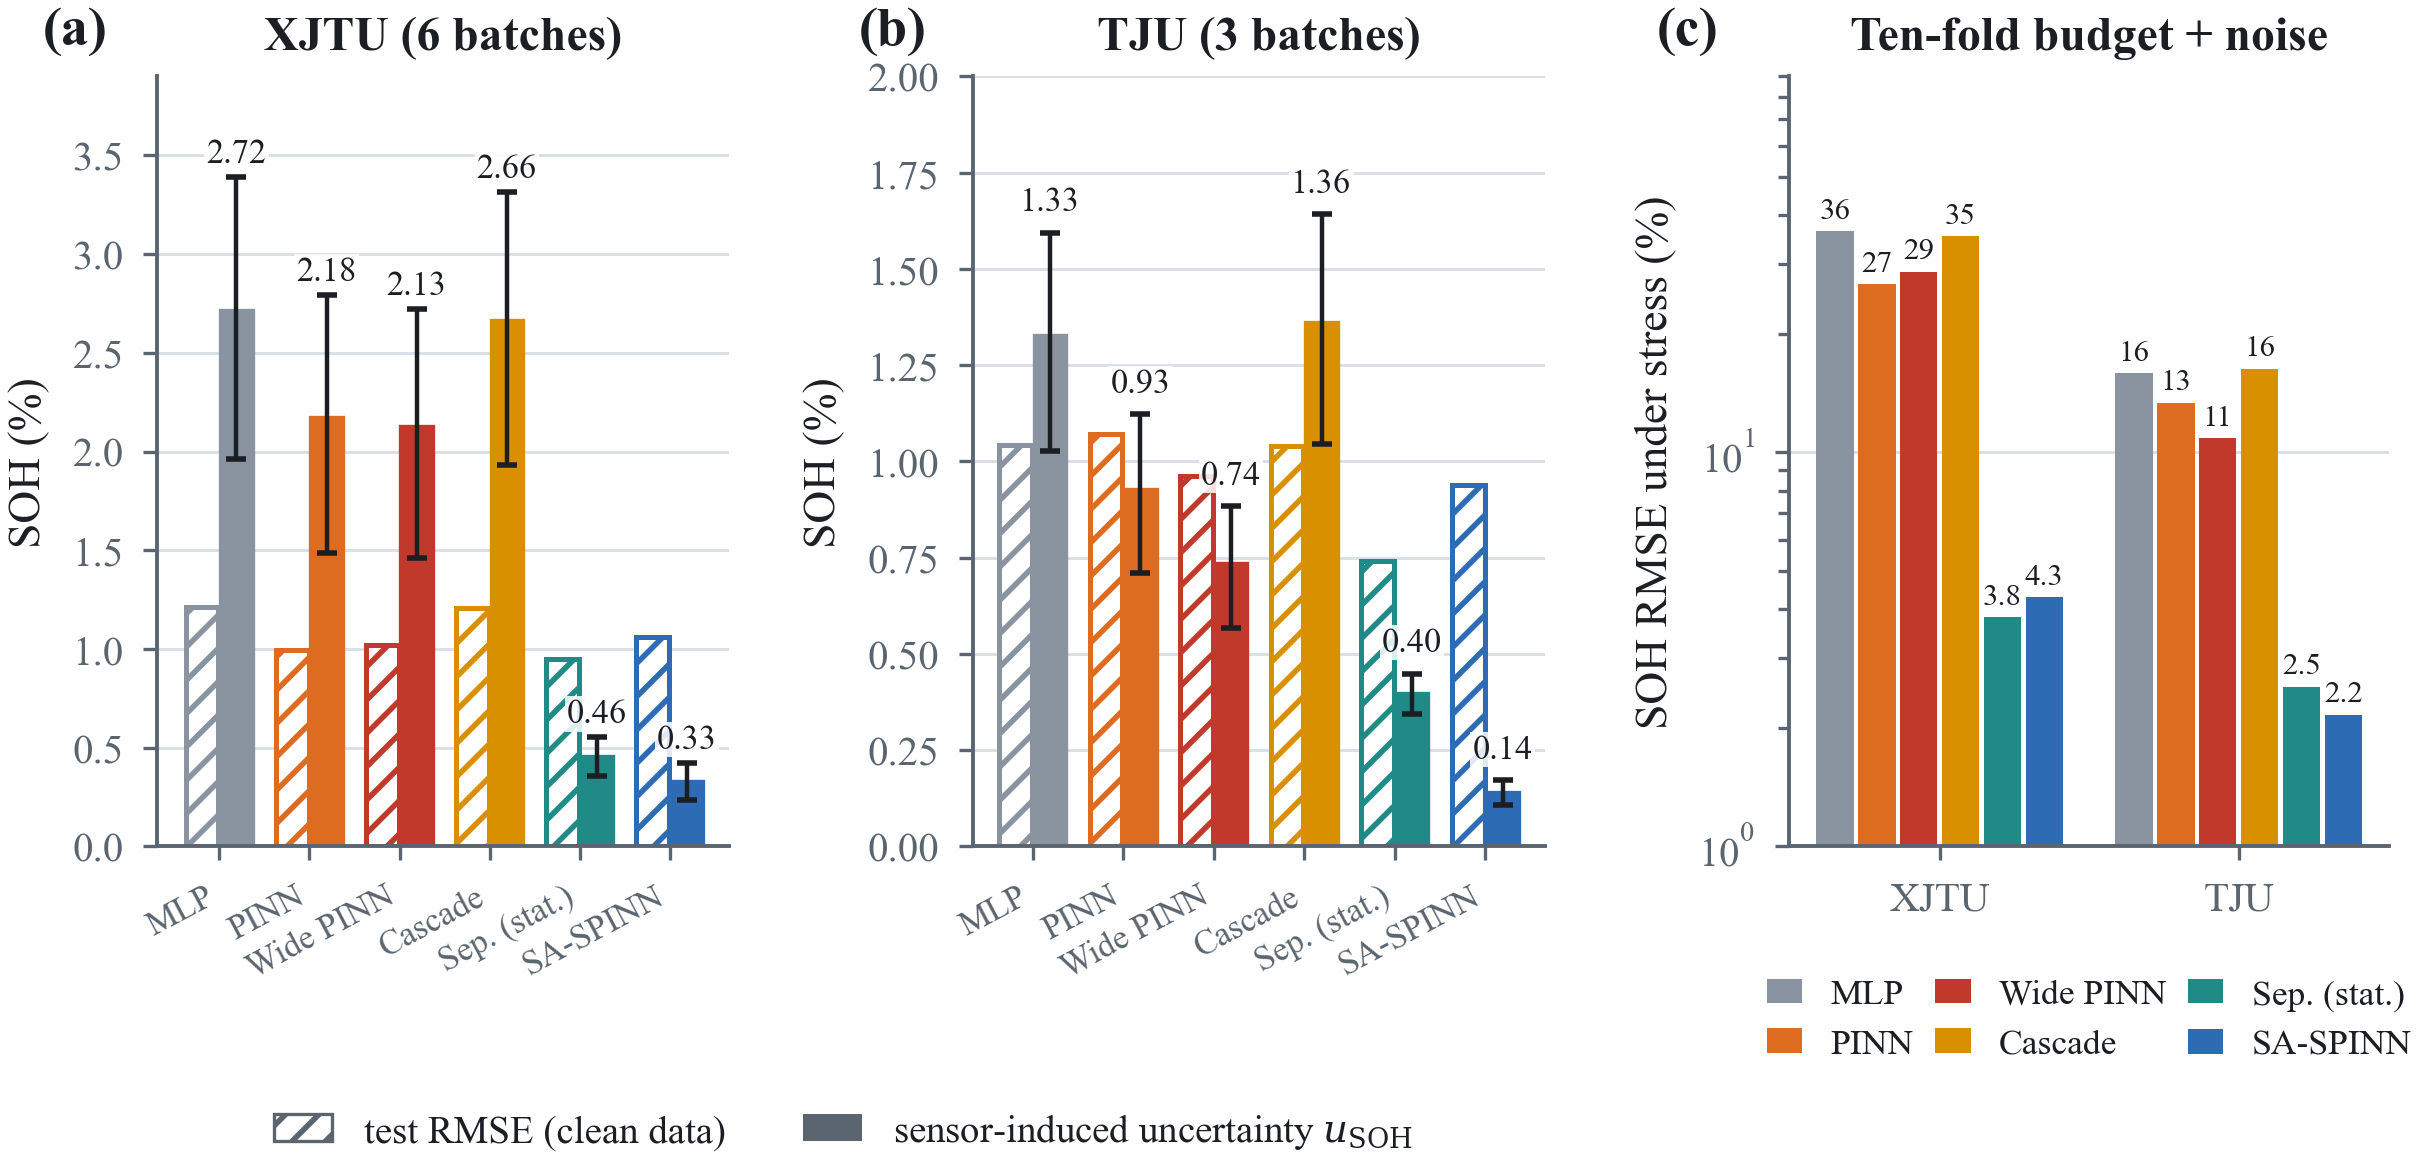 (a) XJTU (6 batches)
SOH (%)
3.5
3.0
2.5
2.0
1.5
1.0
0.5
0.0
2.72
2.18
2.13
2.66
0.46
0.33
MLP
PINN
Wide PINN
Cascade
Sep. (stat.)
SA-SPINN
(b) TJU (3 batches)
SOH (%)
2.00
1.75
1.50
1.25
1.00
0.75
0.50
0.25
0.00
1.33
0.93
0.74
1.36
0.40
0.14
MLP
PINN
Wide PINN
Cascade
Sep. (stat.)
SA-SPINN
(c) Ten-fold budget + noise
SOH RMSE under stress (%)
10¹
10⁰
36
27
29
35
3.8
4.3
16
13
11
16
2.5
2.2
XJTU
TJU
MLP
PINN
Wide PINN
Cascade
Sep. (stat.)
SA-SPINN
test RMSE (clean data)
sensor-induced uncertainty u_SOH